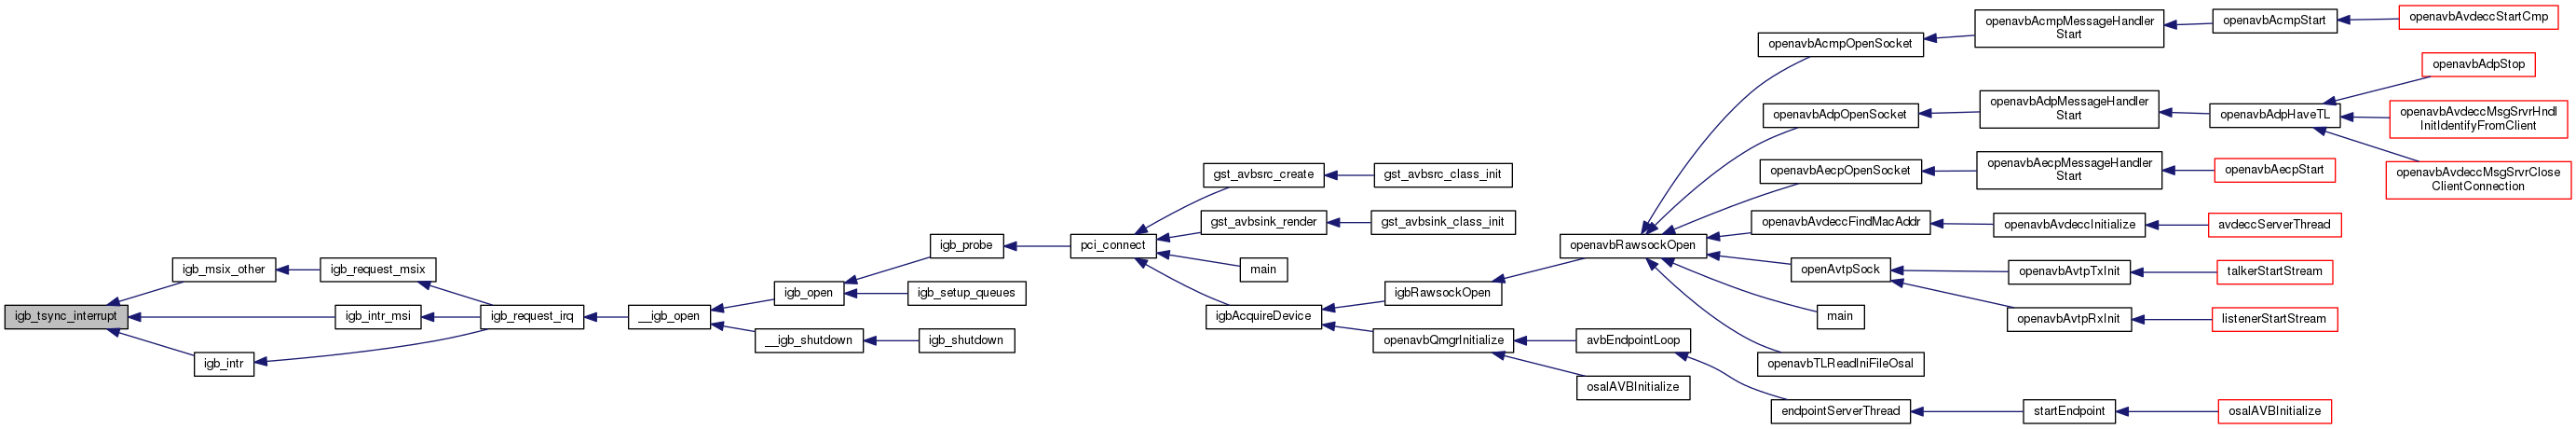 igb_tsync_interrupt
igb_msix_other
igb_intr_msi
igb_intr
igb_request_msix
igb_request_irq
__igb_open
igb_open
__igb_shutdown
igb_probe
igb_setup_queues
igb_shutdown
pci_connect
gst_avbsrc_create
gst_avbsink_render
main
igbAcquireDevice
gst_avbsrc_class_init
gst_avbsink_class_init
igbRawsockOpen
openavbQmgrInitialize
openavbRawsockOpen
avbEndpointLoop
osalAVBInitialize
openavbAcmpOpenSocket
openavbAdpOpenSocket
openavbAecpOpenSocket
openavbAvdeccFindMacAddr
openAvtpSock
main
openavbTLReadIniFileOsal
endpointServerThread
openavbAcmpMessageHandler
Start
openavbAdpMessageHandler
Start
openavbAecpMessageHandler
Start
openavbAvdeccInitialize
openavbAvtpTxInit
openavbAvtpRxInit
startEndpoint
openavbAcmpStart
openavbAdpHaveTL
openavbAecpStart
avdeccServerThread
talkerStartStream
listenerStartStream
osalAVBInitialize
openavbAvdeccStartCmp
openavbAdpStop
openavbAvdeccMsgSrvrHndl
InitIdentifyFromClient
openavbAvdeccMsgSrvrClose
ClientConnection